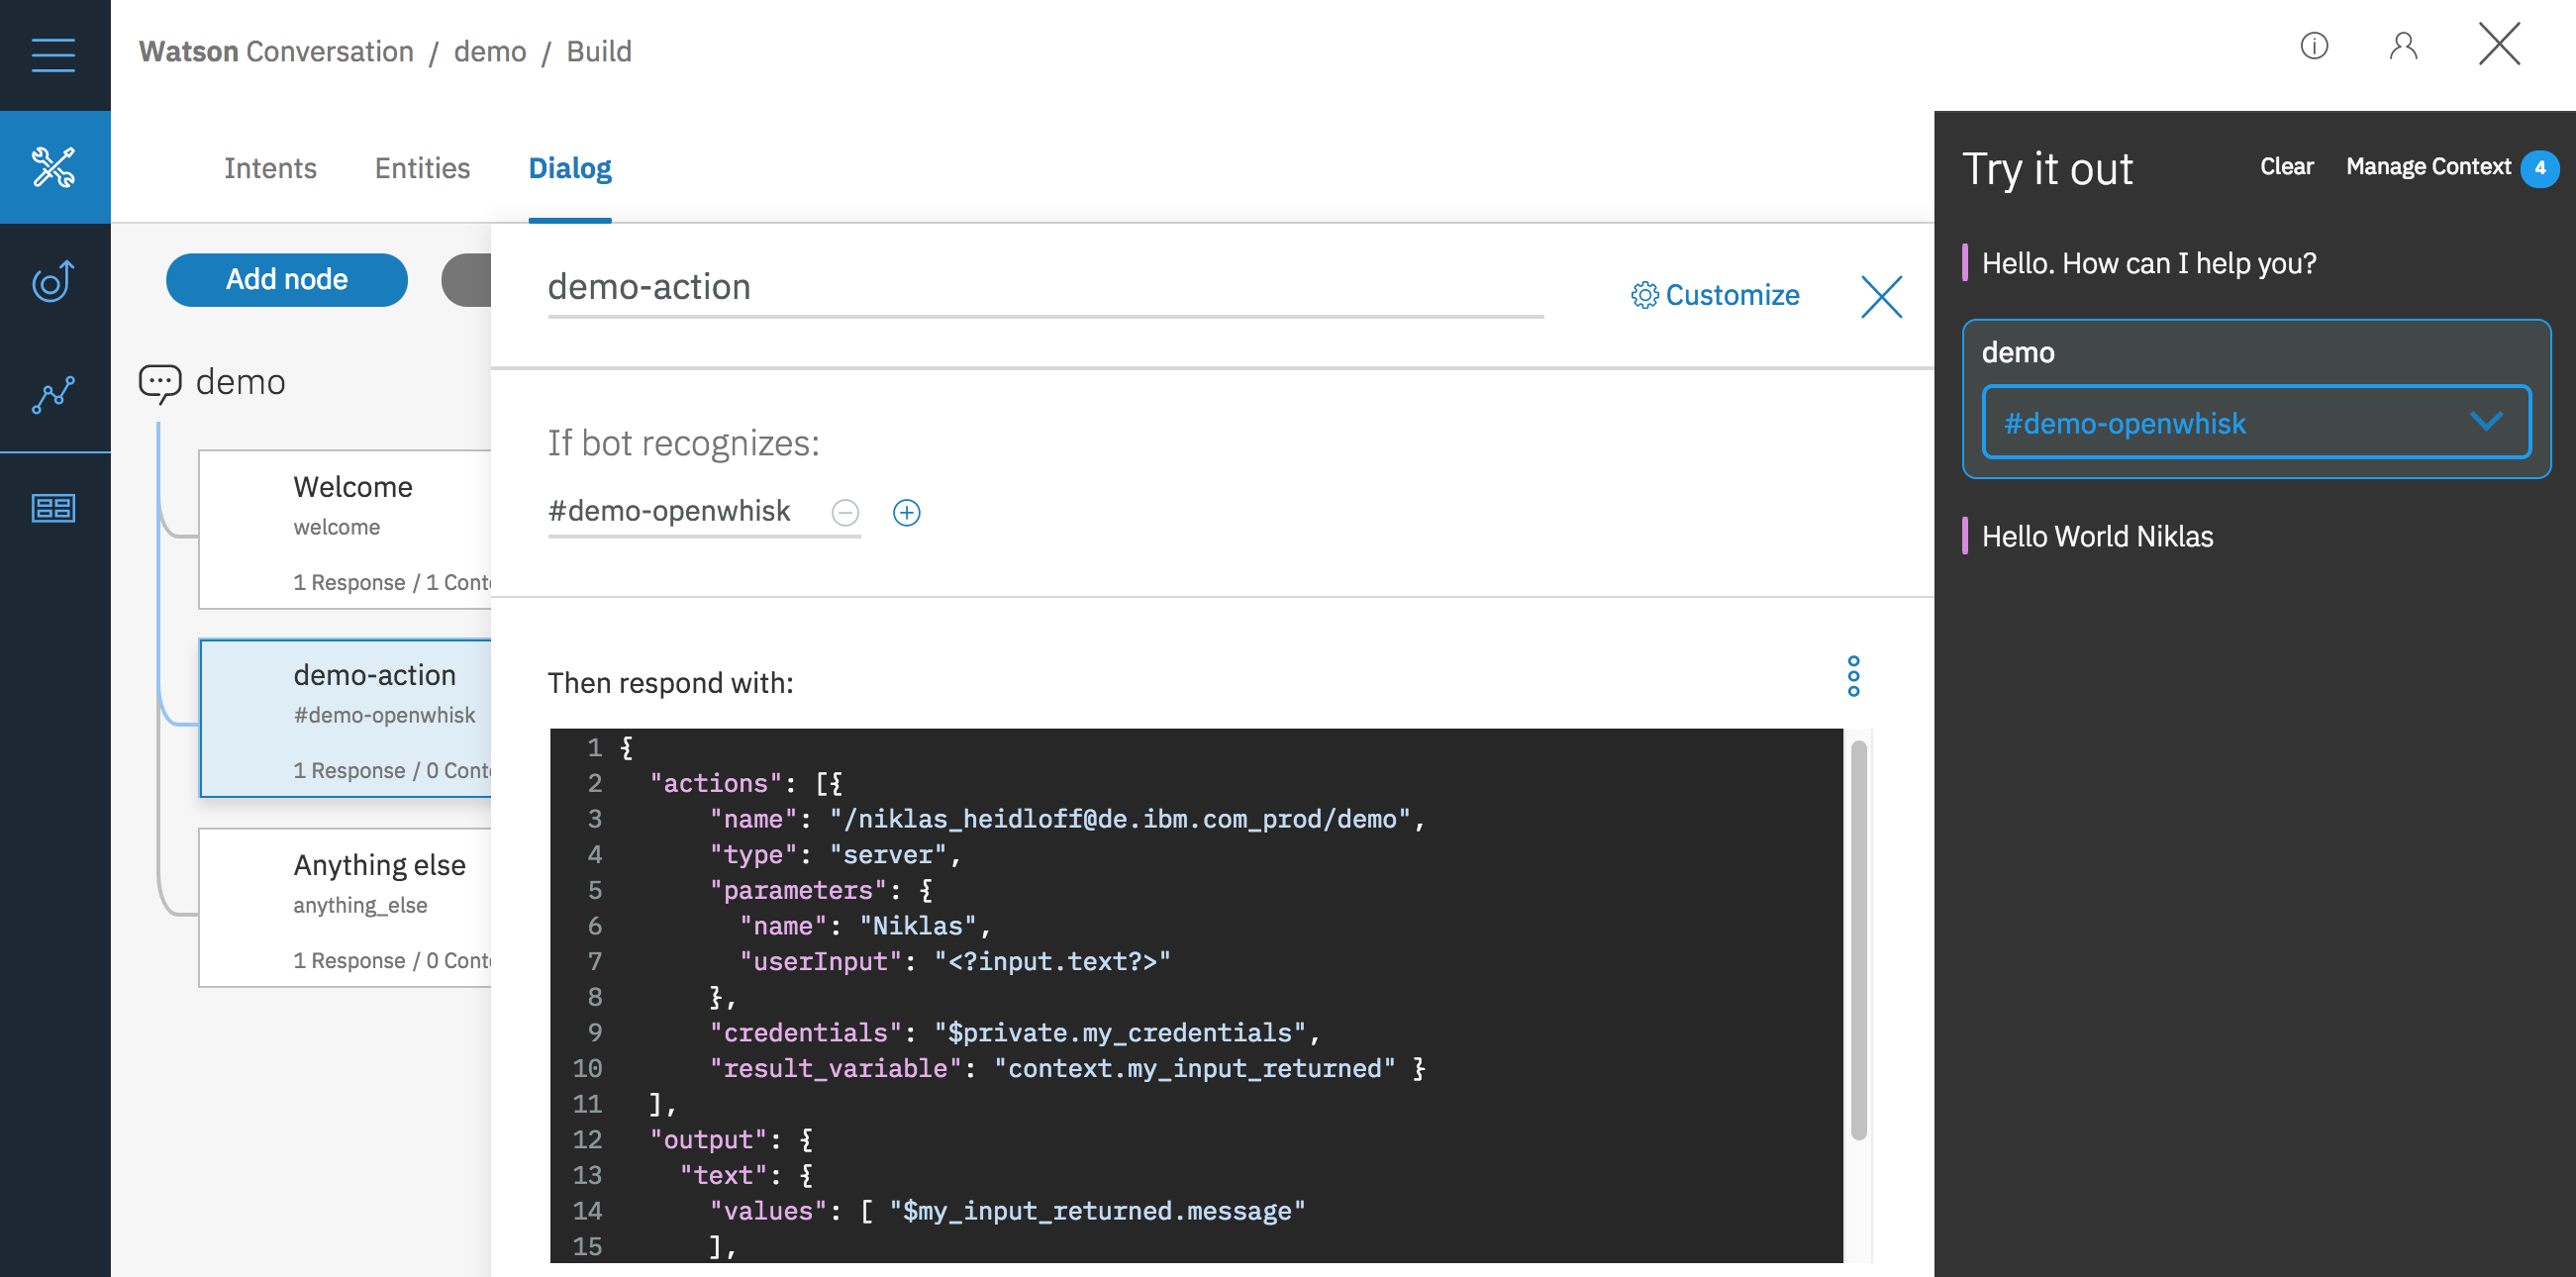 Watson Conversation / demo / Build
Intents
Entities
Dialog
Add node
demo
Welcome
welcome
1 Response / 1 Cont
demo-action
#demo-openwhisk
1 Response / 0 Cont
Anything else
anything_else
1 Response / 0 Cont
demo-action
Customize
If bot recognizes:
#demo-openwhisk
Then respond with:
1 {
2 "actions": [{
3 "name": "/niklas_heidloff@de.ibm.com_prod/demo",
4 "type": "server",
5 "parameters": {
6 "name": "Niklas",
7 "userInput": "<?input.text?>"
8 },
9 "credentials": "$private.my_credentials",
10 "result_variable": "context.my_input_returned" }
11 ],
12 "output": {
13 "text": {
14 "values": [ "$my_input_returned.message"
15 ],
Try it out
Clear
Manage Context 4
Hello. How can I help you?
demo
#demo-openwhisk
Hello World Niklas